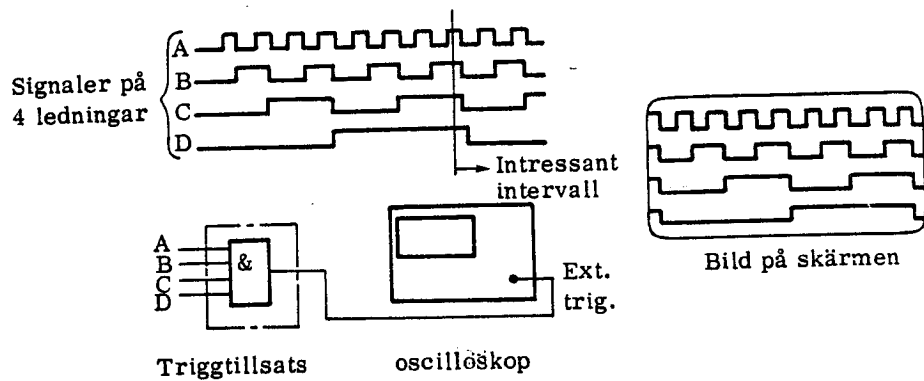 A
Signaler på
B
4 ledningar
C
D
Intressant
intervall
Bild på skärmen
A
B
C
D
&
Ext.
trig.
Triggtillsats
oscilloskop